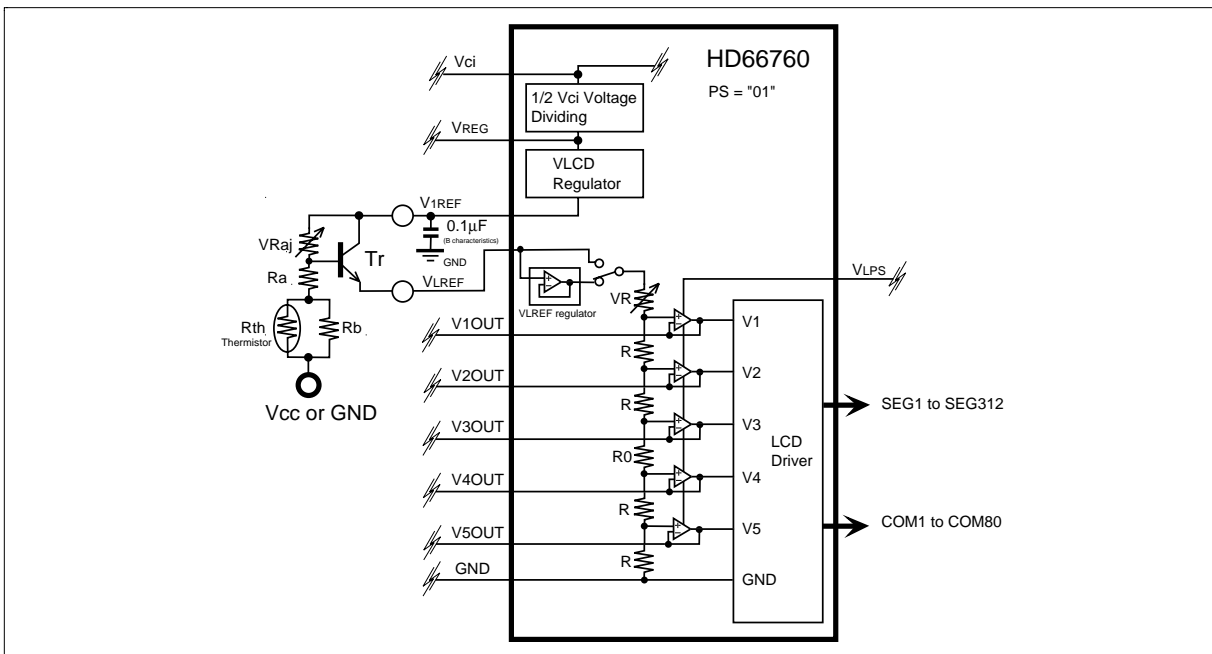 HD66760
PS = "01"
Vci
1/2 Vci Voltage
Dividing
VREG
VLCD
Regulator
V1REF
0.1μF
(B characteristics)
GND
VRaj
Tr
Ra
VLREF
VLREF regulator
VR
VLPS
Rth
Thermistor
Rb
Vcc or GND
V1OUT
V1
R
V2OUT
V2
R
V3OUT
V3
R0
LCD
Driver
SEG1 to SEG312
V4OUT
V4
R
COM1 to COM80
V5OUT
V5
R
GND
GND